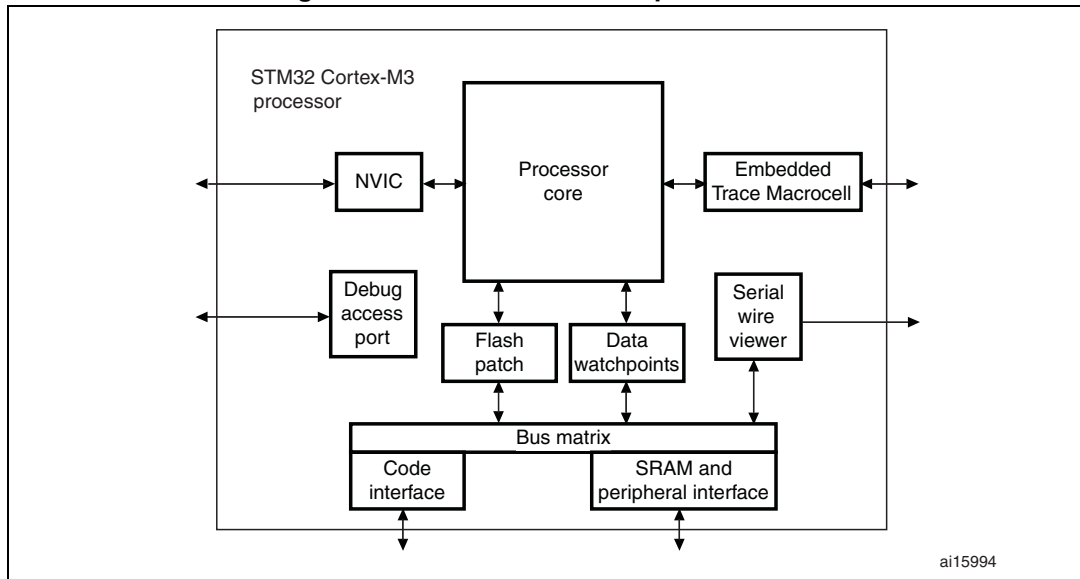 STM32 Cortex-M3
processor
Processor
core
NVIC
Embedded
Trace Macrocell
Debug
access
port
Flash
patch
Data
watchpoints
Serial
wire
viewer
Bus matrix
Code
interface
SRAM and
peripheral interface
ai15994